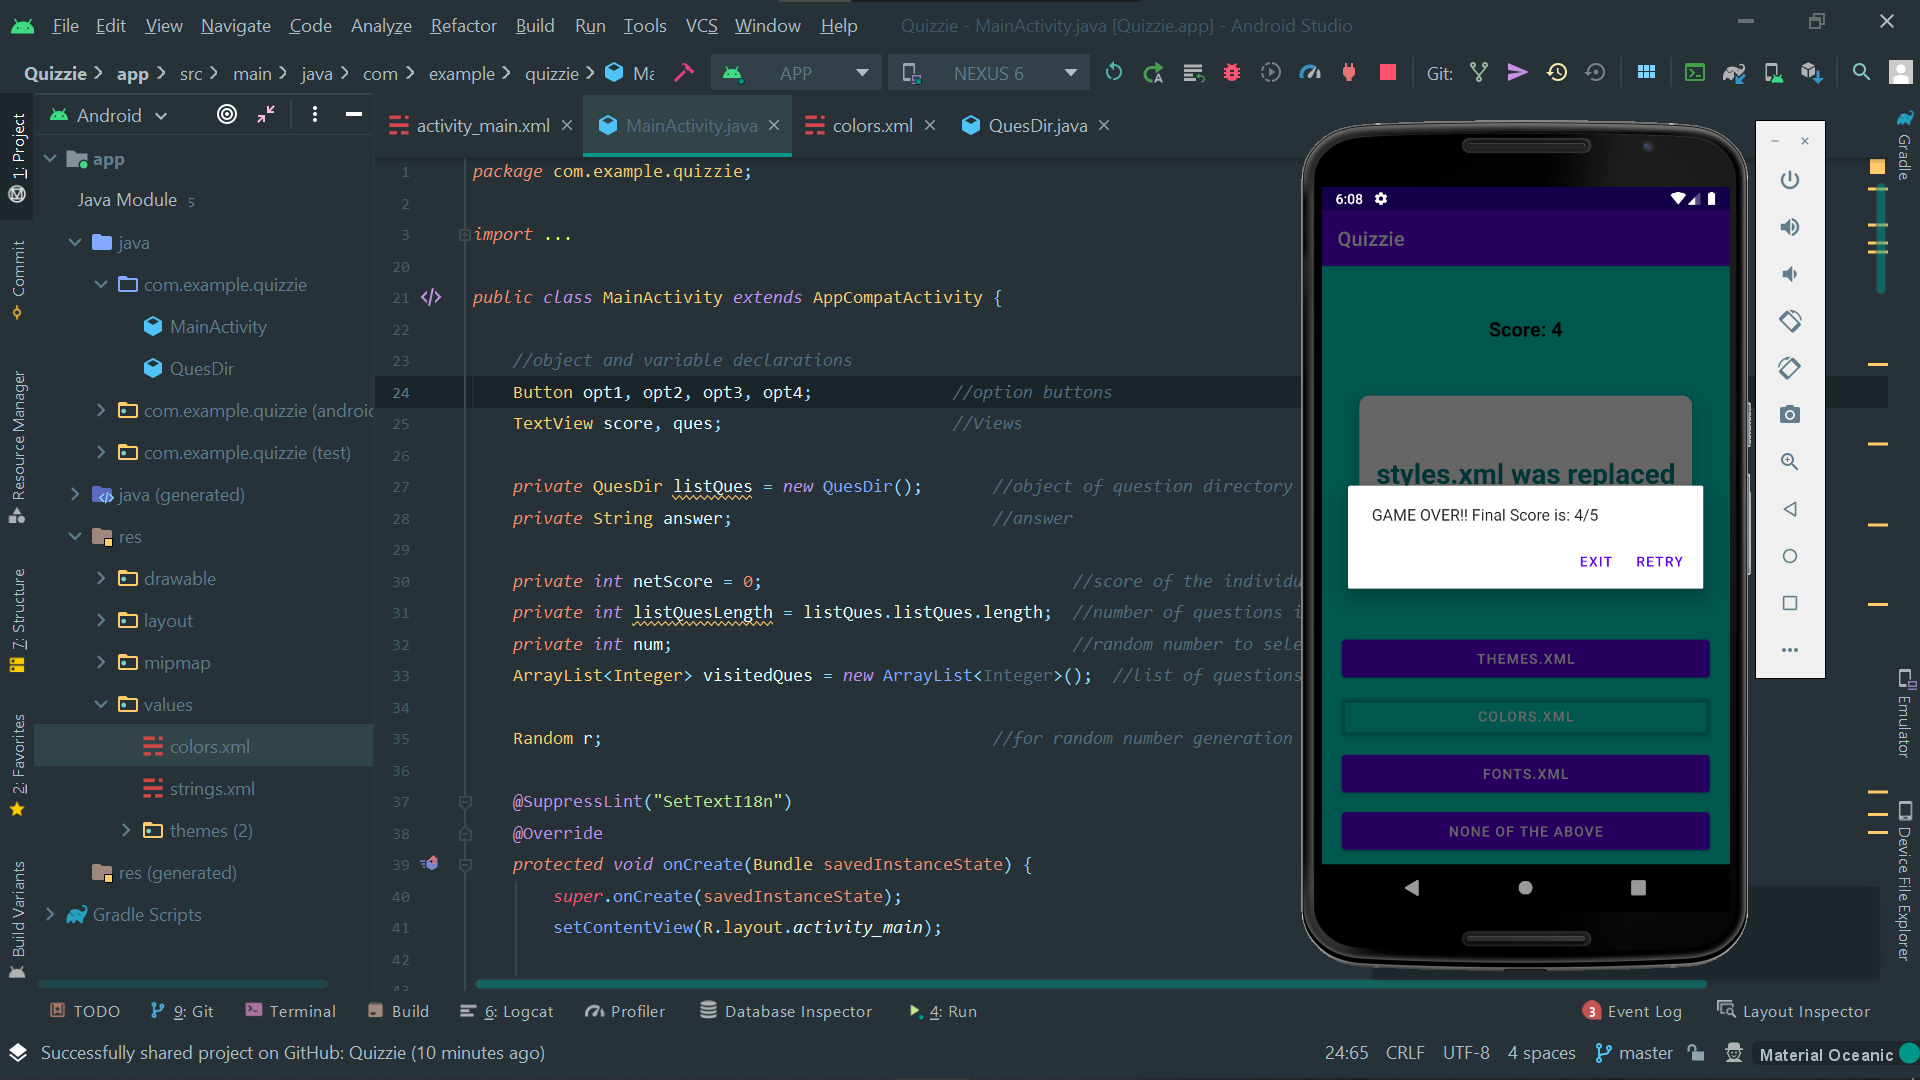 File Edit View Navigate Code Analyze Refactor Build Run Tools VCS Window Help Quizzie - MainActivity.java [Quizzie.app] - Android Studio
Quizzie app src main java com example quizzie Ma APP NEXUS 6 Git:
Android
app
Java Module 5
java
com.example.quizzie
MainActivity
QuesDir
com.example.quizzie (androic
com.example.quizzie (test)
java (generated)
res
drawable
layout
mipmap
values
colors.xml
strings.xml
themes (2)
res (generated)
Gradle Scripts
1: Project
Commit
Resource Manager
7: Structure
2: Favorites
Build Variants
activity_main.xml MainActivity.java colors.xml QuesDir.java
1 package com.example.quizzie;
2
3 import ...
20
21 public class MainActivity extends AppCompatActivity {
22
23 //object and variable declarations
24 Button opt1, opt2, opt3, opt4; //option buttons
25 TextView score, ques; //Views
26
27 private QuesDir listQues = new QuesDir(); //object of question directory
28 private String answer; //answer
29
30 private int netScore = 0; //score of the individu
31 private int listQuesLength = listQues.listQues.length; //number of questions i
32 private int num; //random number to sele
33 ArrayList<Integer> visitedQues = new ArrayList<Integer>(); //list of questions
34
35 Random r; //for random number generation
36
37 @SuppressLint("SetTextI18n")
38 @Override
39 protected void onCreate(Bundle savedInstanceState) {
40 super.onCreate(savedInstanceState);
41 setContentView(R.layout.activity_main);
42
43
6:08
Quizzie
Score: 4
styles.xml was replaced
GAME OVER!! Final Score is: 4/5
EXIT RETRY
THEMES.XML
COLORS.XML
FONTS.XML
NONE OF THE ABOVE
Gradle
Emulator
Device File Explorer
TODO 9: Git Terminal Build 6: Logcat Profiler Database Inspector 4: Run 3 Event Log Layout Inspector
Successfully shared project on GitHub: Quizzie (10 minutes ago) 24:65 CRLF UTF-8 4 spaces master Material Oceanic